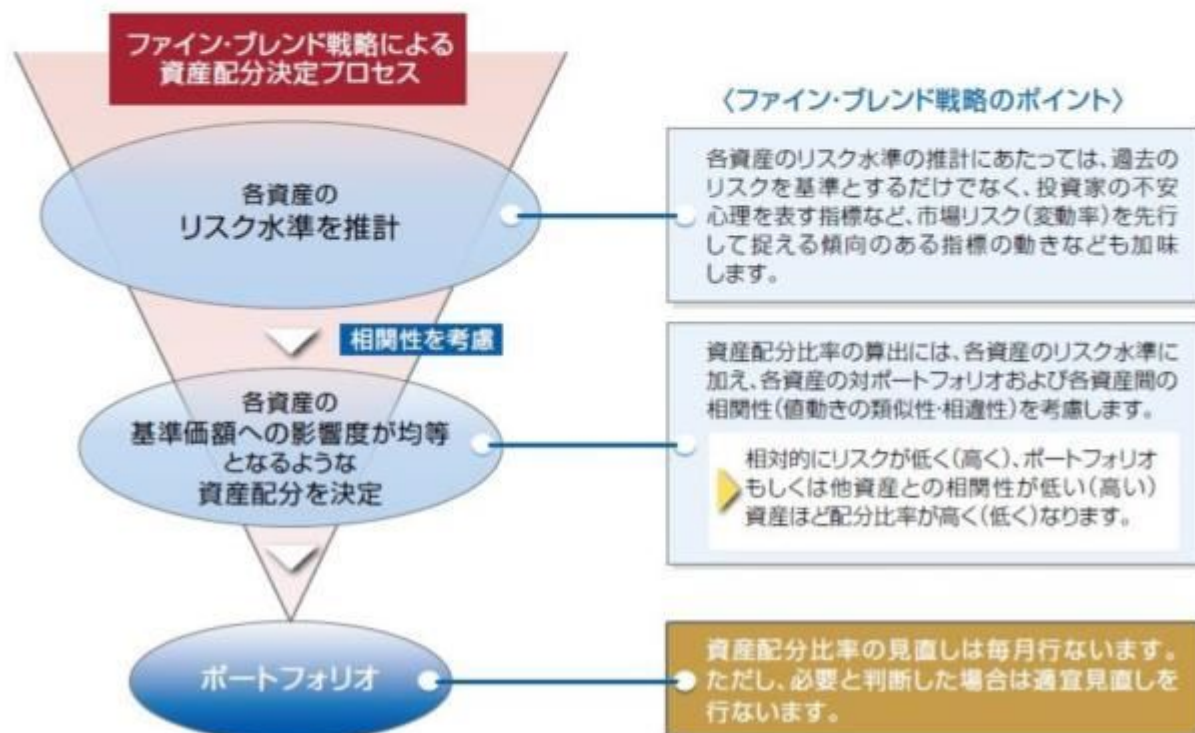 ファイン・ブレンド戦略による
資産配分決定プロセス
各資産の
リスク水準を推計
相関性を考慮
各資産の
基準価額への影響度が均等
となるような
資産配分を決定
ポートフォリオ
〈ファイン・ブレンド戦略のポイント〉
各資産のリスク水準の推計にあたっては、過去の
リスクを基準とするだけでなく、投資家の不安
心理を表す指標など、市場リスク(変動率)を先行
して捉える傾向のある指標の動きなども加味
します。
資産配分比率の算出には、各資産のリスク水準に
加え、各資産の対ポートフォリオおよび各資産間の
相関性(値動きの類似性・相違性)を考慮します。
相対的にリスクが低く(高く)、ポートフォリオ
もしくは他資産との相関性が低い(高い)
資産ほど配分比率が高く(低く)なります。
資産配分比率の見直しは毎月行ないます。
ただし、必要と判断した場合は適宜見直しを
行ないます。